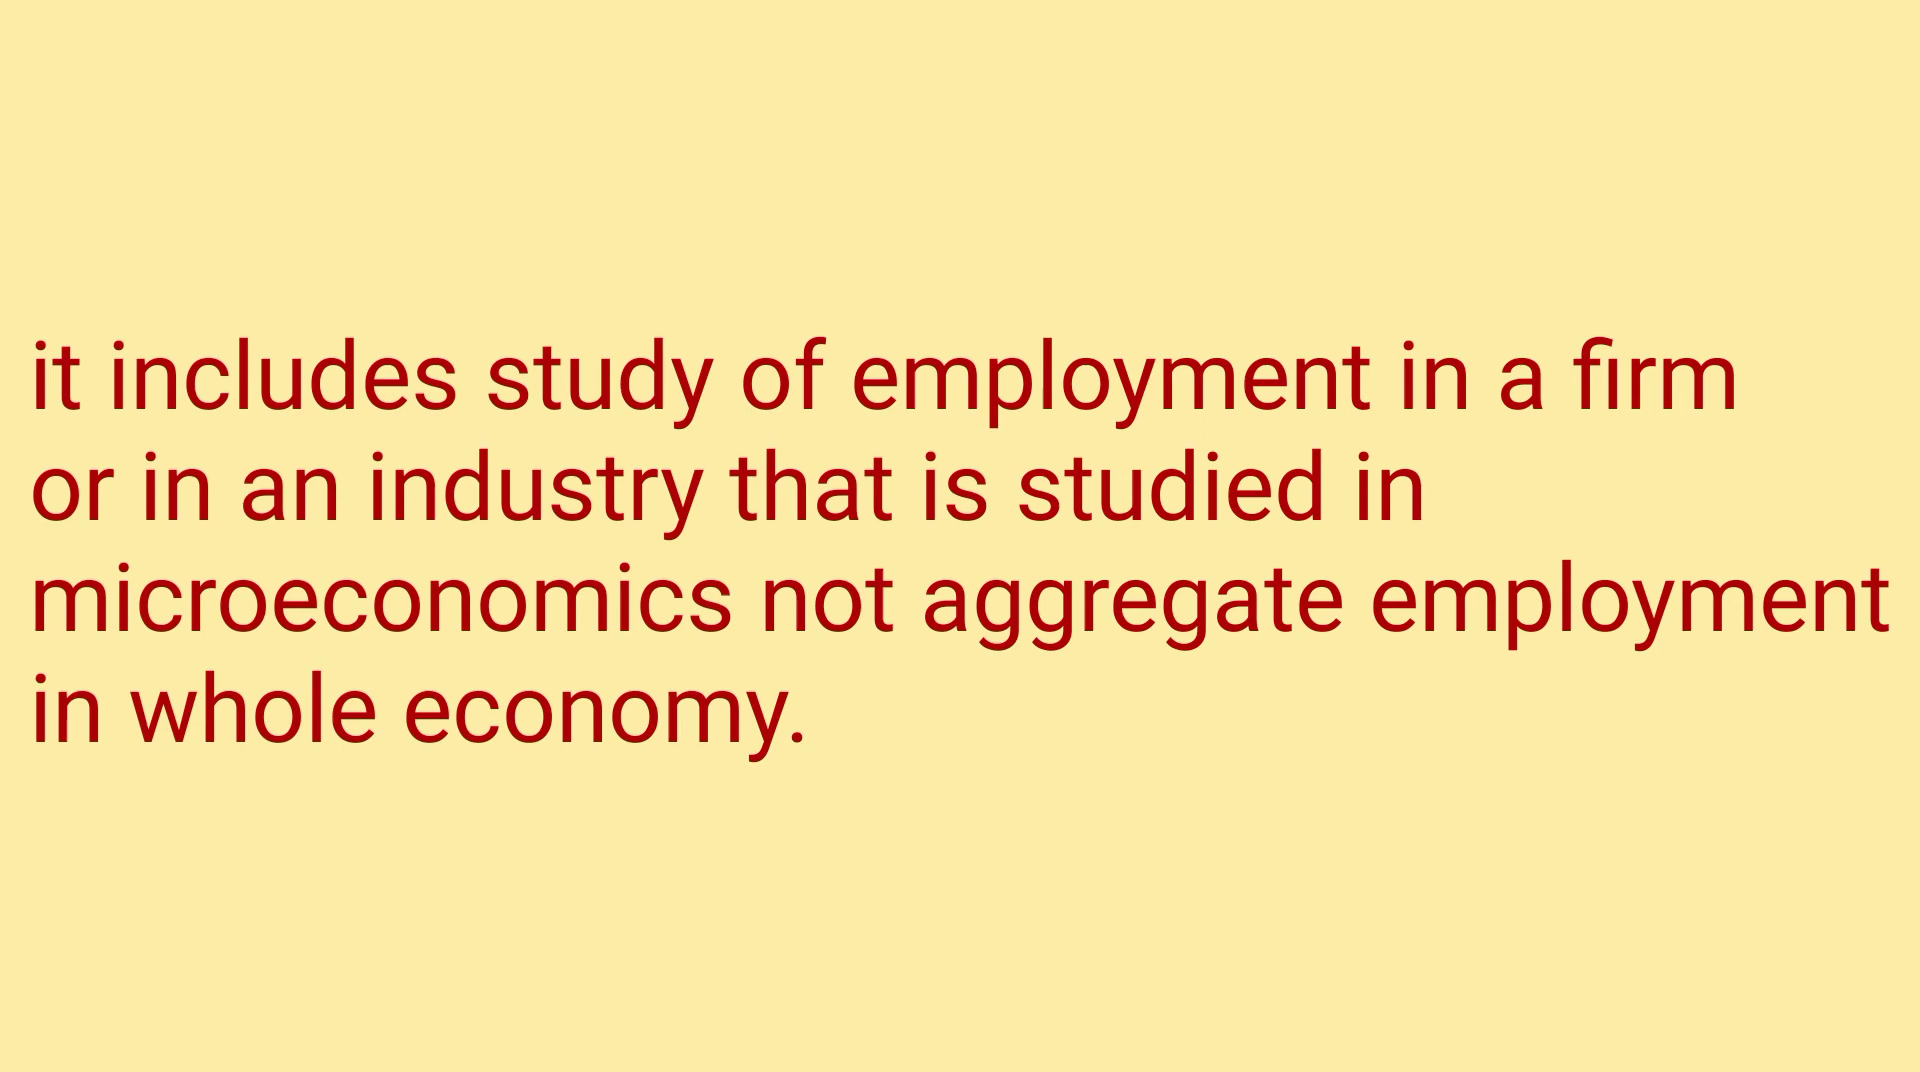 it includes study of employment in a firm
or in an industry that is studied in
microeconomics not aggregate employment
in whole economy.